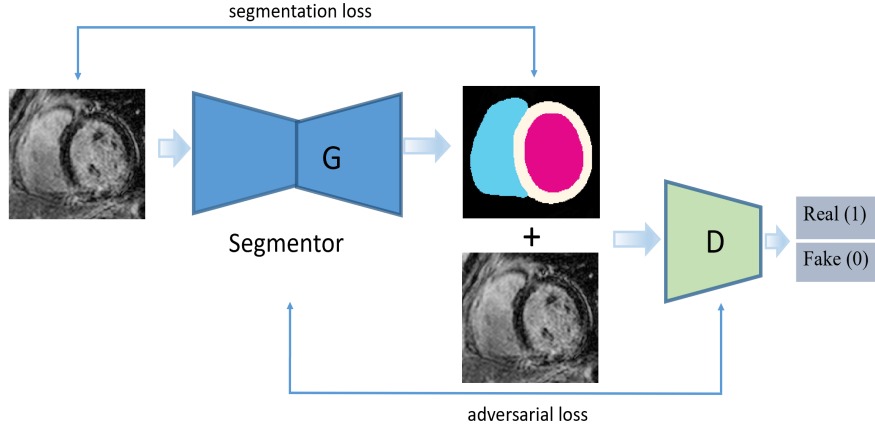 segmentation loss
G
Segmentor
+
D
Real (1)
Fake (0)
adversarial loss